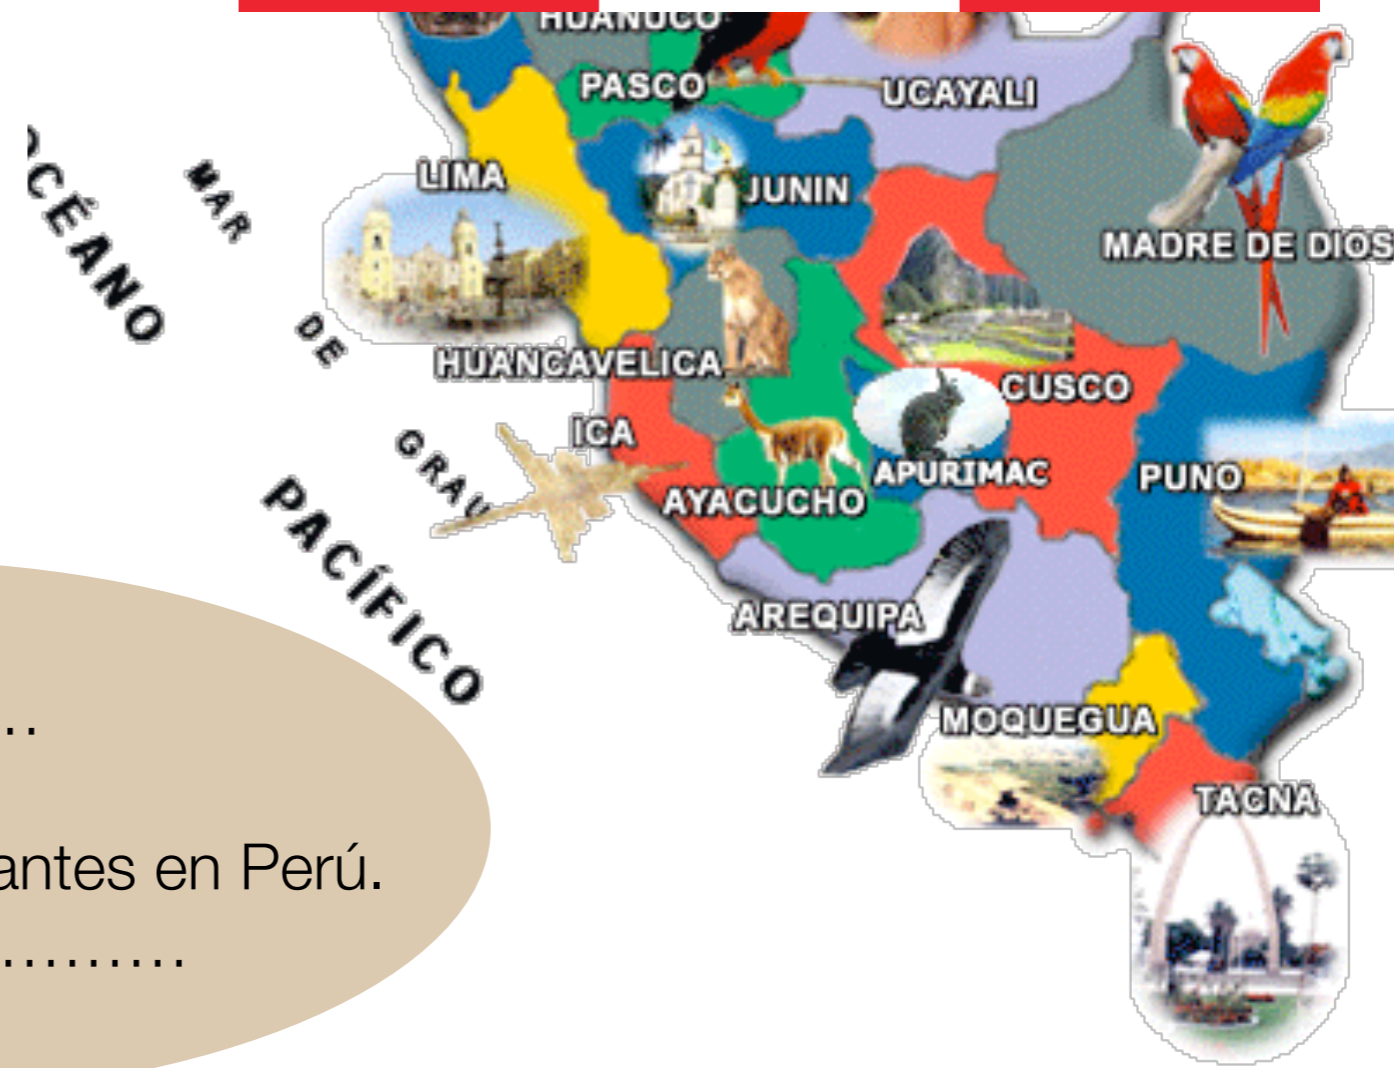 HUANUCO
PASCO
UCAYALI
LIMA
JUNIN
MADRE DE DIOS
OCÉANO
MAR
DE
GRAU
PACÍFICO
HUANCAVELICA
CUSCO
ICA
APURIMAC
PUNO
AYACUCHO
AREQUIPA
MOQUEGUA
TACNA
..
antes en Perú.
.........